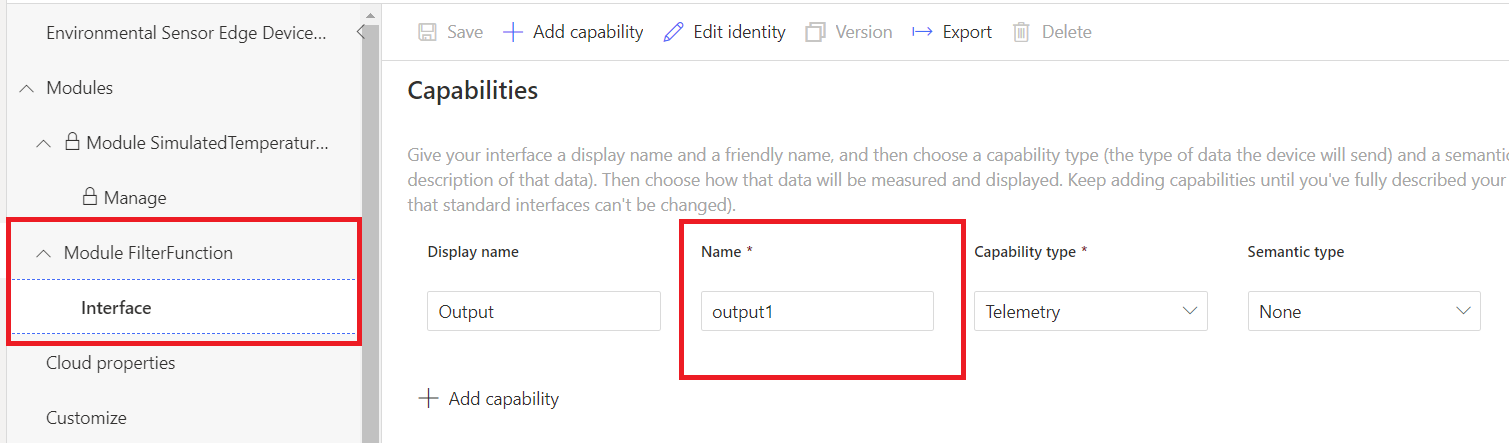 Environmental Sensor Edge Device...
Modules
Module SimulatedTemperatur...
Manage
Module FilterFunction
Interface
Cloud properties
Customize
Save
Add capability
Edit identity
Version
Export
Delete
Capabilities
Give your interface a display name and a friendly name, and then choose a capability type (the type of data the device will send) and a semantic
description of that data). Then choose how that data will be measured and displayed. Keep adding capabilities until you've fully described your
that standard interfaces can't be changed).
Display name
Name *
Capability type *
Semantic type
Output
output1
Telemetry
None
Add capability